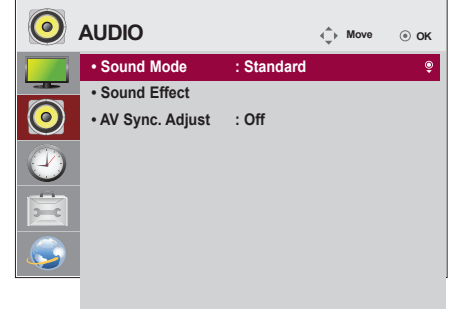 AUDIO Move OK
• Sound Mode : Standard
• Sound Effect
• AV Sync. Adjust : Off